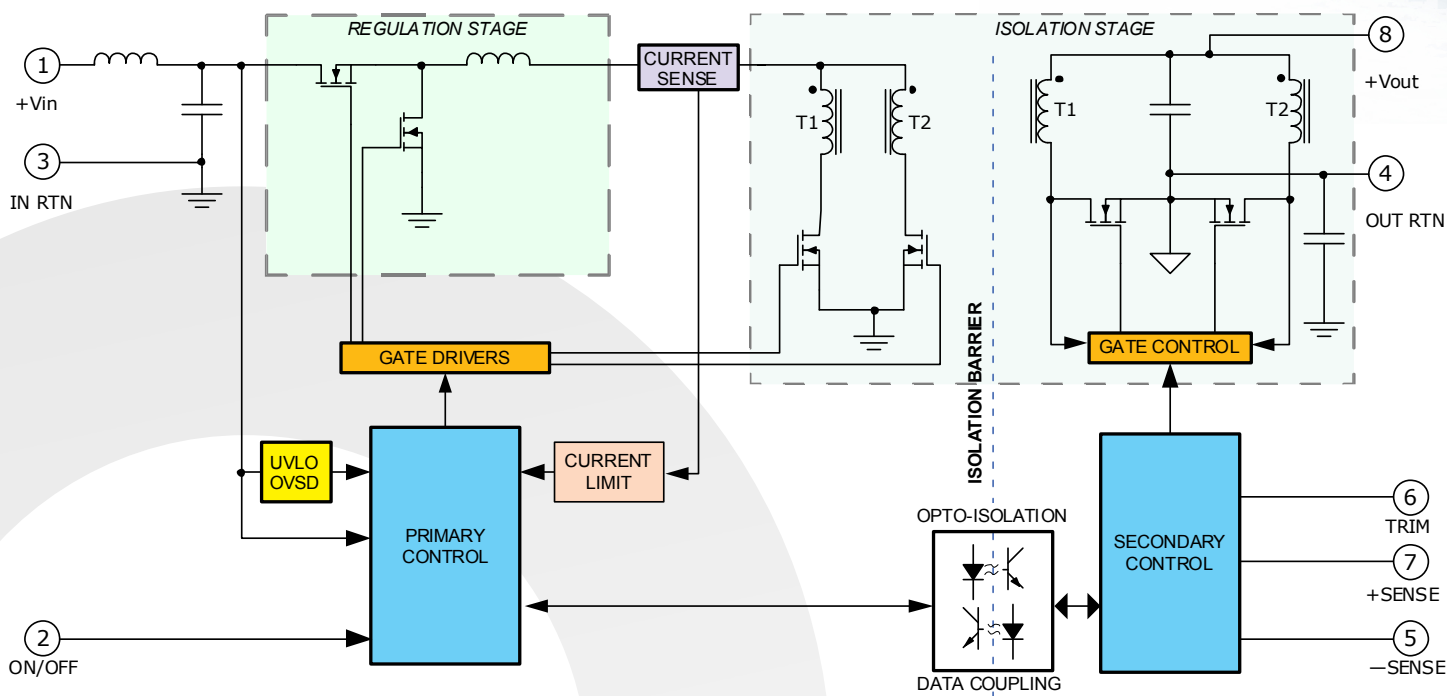 REGULATION STAGE
ISOLATION STAGE
1
+Vin
3
IN RTN
CURRENT
SENSE
T1
T2
T1
T2
8
+Vout
4
OUT RTN
GATE DRIVERS
GATE CONTROL
ISOLATION BARRIER
UVLO
OVSD
CURRENT
LIMIT
PRIMARY
CONTROL
2
ON/OFF
OPTO-ISOLATION
DATA COUPLING
SECONDARY
CONTROL
6
TRIM
7
+SENSE
5
—SENSE